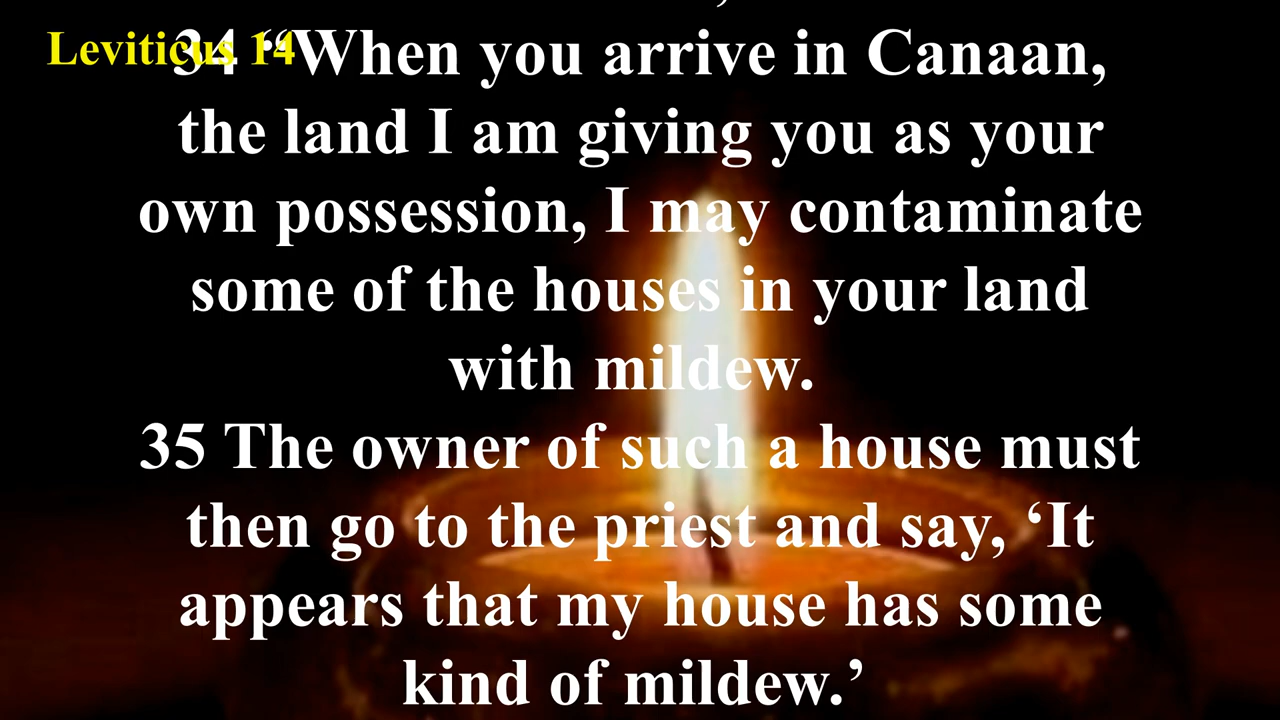 Leviticus 14
34 “When you arrive in Canaan,
the land I am giving you as your
own possession, I may contaminate
some of the houses in your land
with mildew.
35 The owner of such a house must
then go to the priest and say, ‘It
appears that my house has some
kind of mildew.’